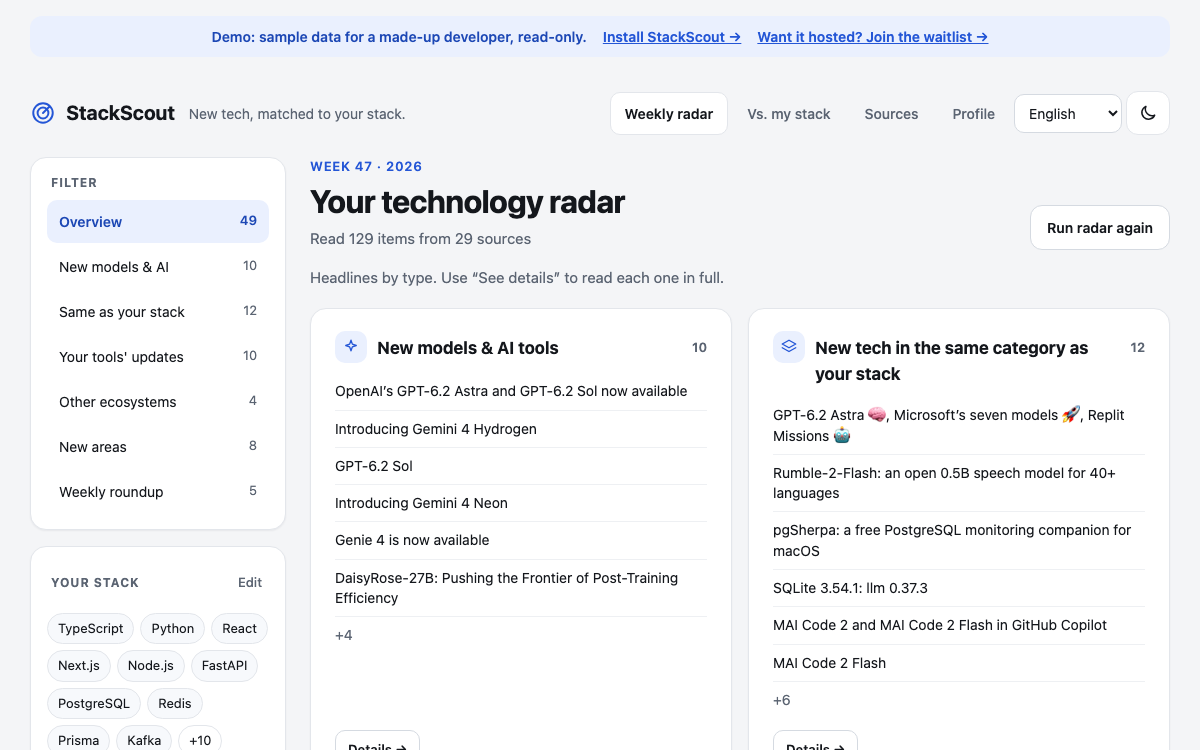 Demo: sample data for a made-up developer, read-only. Install StackScout → Want it hosted? Join the waitlist →
StackScout New tech, matched to your stack. Weekly radar Vs. my stack Sources Profile English
FILTER
Overview 49
New models & AI 10
Same as your stack 12
Your tools' updates 10
Other ecosystems 4
New areas 8
Weekly roundup 5
YOUR STACK Edit
TypeScript Python React
Next.js Node.js FastAPI
PostgreSQL Redis
Prisma Kafka +10
WEEK 47 · 2026
Your technology radar
Read 129 items from 29 sources
Run radar again
Headlines by type. Use “See details” to read each one in full.
New models & AI tools 10
OpenAI’s GPT-6.2 Astra and GPT-6.2 Sol now available
Introducing Gemini 4 Hydrogen
GPT-6.2 Sol
Introducing Gemini 4 Neon
Genie 4 is now available
DaisyRose-27B: Pushing the Frontier of Post-Training
Efficiency
+4
Details →
New tech in the same category as 12
your stack
GPT-6.2 Astra 🧠, Microsoft’s seven models 🚀, Replit
Missions 🤖
Rumble-2-Flash: an open 0.5B speech model for 40+
languages
pgSherpa: a free PostgreSQL monitoring companion for
macOS
SQLite 3.54.1: llm 0.37.3
MAI Code 2 and MAI Code 2 Flash in GitHub Copilot
MAI Code 2 Flash
+6
Details →